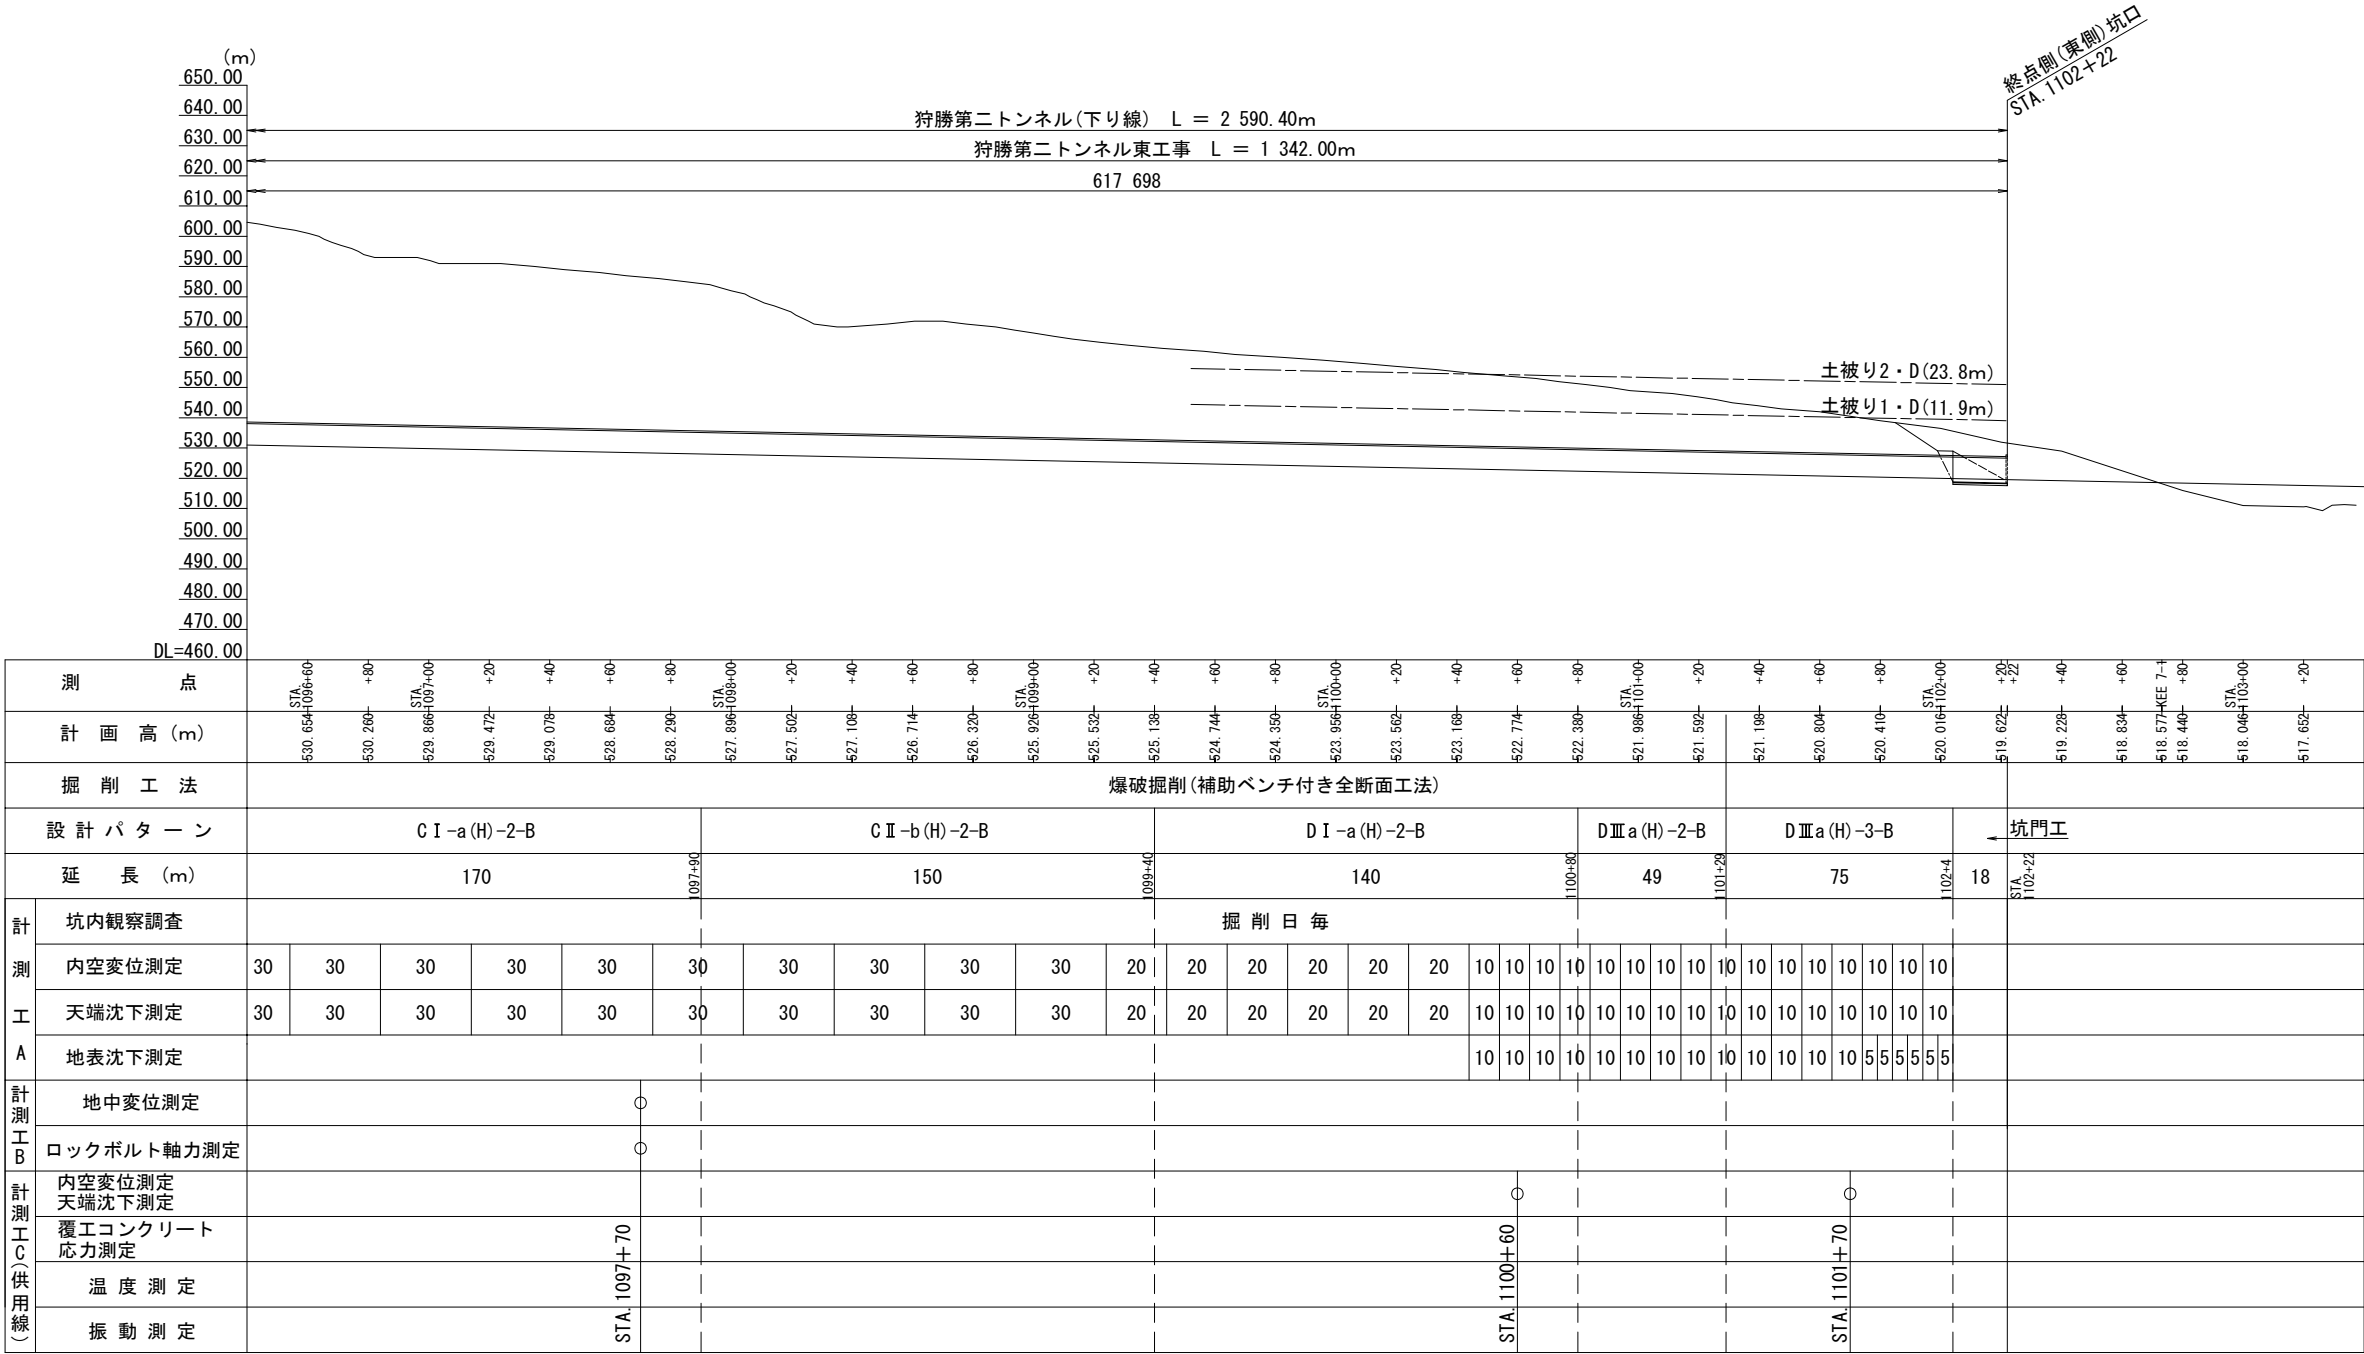 終点側(東側)坑口
STA.1102+22
(m)
650.00
640.00
630.00
620.00
610.00
600.00
590.00
580.00
570.00
560.00
550.00
540.00
530.00
520.00
510.00
500.00
490.00
480.00
470.00
DL=460.00
狩勝第二トンネル(下り線) L = 2 590.40m
狩勝第二トンネル東工事 L = 1 342.00m
617 698
土被り2・D(23.8m)
土被り1・D(11.9m)
測 点
STA. 1096+60 +80 STA. 1097+00 +20 +40 +60 +80 STA. 1098+00 +20 +40 +60 +80 STA. 1099+00 +20 +40 +60 +80 STA. 1100+00 +20 +40 +60 +80 STA. 1101+00 +20 +40 +60 +80 STA. 1102+00 +20 +22 +40 +60 KEE 7-1 +80 STA. 1103+00 +20
計 画 高 (m)
530.654 530.260 529.866 529.472 529.078 528.684 528.290 527.896 527.502 527.108 526.714 526.320 525.926 525.532 525.138 524.744 524.350 523.956 523.562 523.168 522.774 522.380 521.986 521.592 521.198 520.804 520.410 520.016 519.622 519.228 518.834 518.577 518.440 518.046 517.652
掘 削 工 法
爆破掘削(補助ベンチ付き全断面工法)
設 計 パ タ ー ン
CⅠ-a(H)-2-B CⅡ-b(H)-2-B DⅠ-a(H)-2-B DⅢa(H)-2-B DⅢa(H)-3-B 坑門工
延 長 (m)
170 1097+90 150 1099+40 140 1100+80 49 1101+29 75 1102+4 18 STA. 1102+22
計 測 工 A
坑内観察調査
掘 削 日 毎
内空変位測定
30 30 30 30 30 30 30 30 30 30 20 20 20 20 20 20 10 10 10 10 10 10 10 10 10 10 10 10 10 10 10 10
天端沈下測定
30 30 30 30 30 30 30 30 30 30 20 20 20 20 20 20 10 10 10 10 10 10 10 10 10 10 10 10 10 10 10 10
地表沈下測定
10 10 10 10 10 10 10 10 10 10 10 10 10 5 5 5 5 5 5
計測工B
地中変位測定
ロックボルト軸力測定
計測工C(供用線)
内空変位測定
天端沈下測定
覆工コンクリート
応力測定
温 度 測 定
振 動 測 定
STA.1097+70
STA.1100+60
STA.1101+70